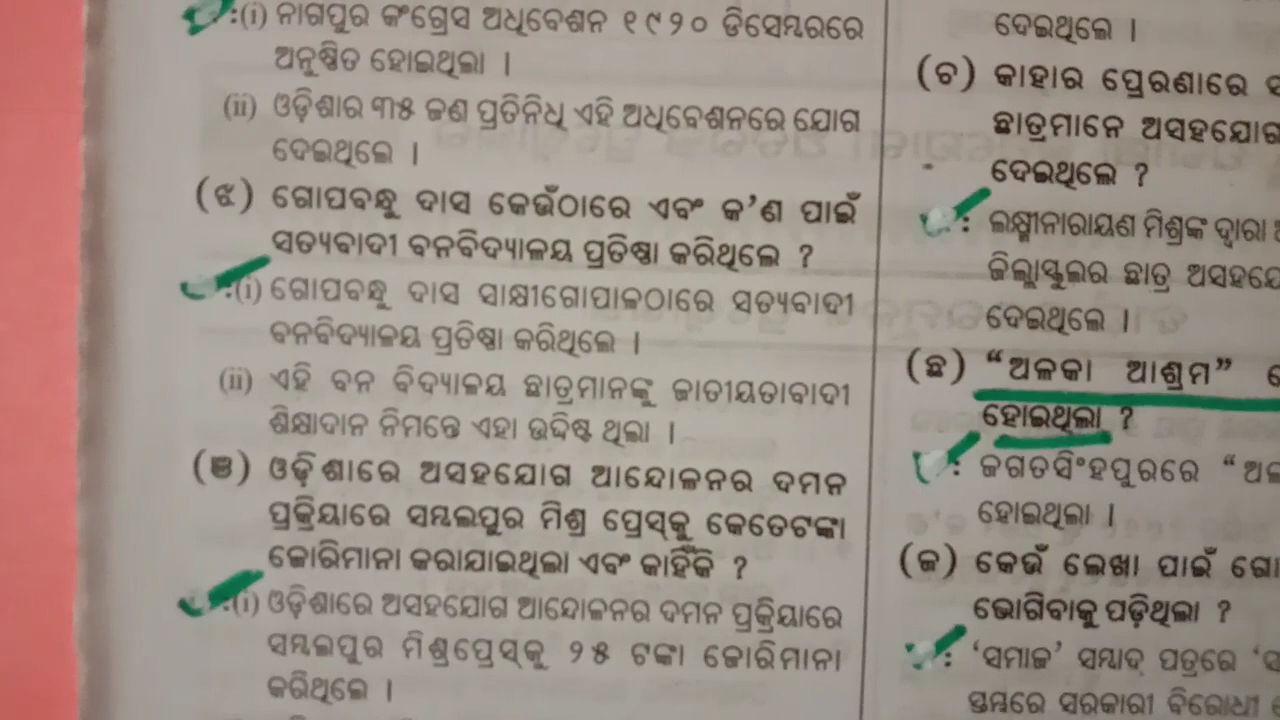 :(i) ନାଗପୁର କଂଗ୍ରେସ ଅଧିବେଶନ ୧୯୨୦ ଡିସେମ୍ବରରେ
ଅନୁଷ୍ଠିତ ହୋଇଥିଲା ।
(ii) ଓଡ଼ିଶାର ୩୫ ଜଣ ପ୍ରତିନିଧି ଏହି ଅଧିବେଶନରେ ଯୋଗ
ଦେଇଥିଲେ ।
(ଝ) ଗୋପବନ୍ଧୁ ଦାସ କେଉଁଠାରେ ଏବଂ କ'ଣ ପାଇଁ
ସତ୍ୟବାଦୀ ବନବିଦ୍ୟାଳୟ ପ୍ରତିଷ୍ଠା କରିଥିଲେ ?
:(i) ଗୋପବନ୍ଧୁ ଦାସ ସାକ୍ଷୀଗୋପାଳଠାରେ ସତ୍ୟବାଦୀ
ବନବିଦ୍ୟାଳୟ ପ୍ରତିଷ୍ଠା କରିଥିଲେ ।
(ii) ଏହି ବନ ବିଦ୍ୟାଳୟ ଛାତ୍ରମାନଙ୍କୁ ଜାତୀୟତାବାଦୀ
ଶିକ୍ଷାଦାନ ନିମନ୍ତେ ଏହା ଉଦ୍ଦିଷ୍ଟ ଥିଲା ।
(ଞ) ଓଡ଼ିଶାରେ ଅସହଯୋଗ ଆନ୍ଦୋଳନର ଦମନ
ପ୍ରକ୍ରିୟାରେ ସମ୍ବଲପୁର ମିଶ୍ର ପ୍ରେସ୍‌କୁ କେତେଟଙ୍କା
ଜୋରିମାନା କରାଯାଇଥିଲା ଏବଂ କାହିଁକି ?
:(i) ଓଡ଼ିଶାରେ ଅସହଯୋଗ ଆନ୍ଦୋଳନର ଦମନ ପ୍ରକ୍ରିୟାରେ
ସମ୍ବଲପୁର ମିଶ୍ରପ୍ରେସ୍‌କୁ ୨୫ ଟଙ୍କା ଜୋରିମାନା
କରିଥିଲେ ।
ଦେଇଥିଲେ ।
(ଚ) କାହାର ପ୍ରେରଣାରେ
ଛାତ୍ରମାନେ ଅସହଯୋଗ
ଦେଇଥିଲେ ?
: ଲକ୍ଷ୍ମୀନାରାୟଣ ମିଶ୍ରଙ୍କ ଦ୍ୱାରା
ଜିଲ୍ଲାସ୍କୁଲର ଛାତ୍ର ଅସହଯୋ
ଦେଇଥିଲେ ।
(ଛ) “ଅଳକା ଆଶ୍ରମ”
ହୋଇଥିଲା ?
: ଜଗତସିଂହପୁରରେ “ଅଳ
ହୋଇଥିଲା ।
(ଜ) କେଉଁ ଲେଖା ପାଇଁ ଗୋ
ଭୋଗିବାକୁ ପଡ଼ିଥିଲା ?
: ‘ସମାଜ’ ସମ୍ବାଦ୍ ପତ୍ରରେ ‘ସ
ସ୍ତମ୍ଭରେ ସରକାରୀ ବିରୋଧୀ